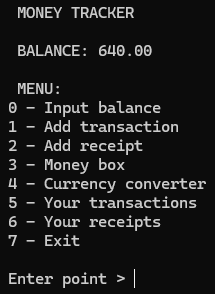 MONEY TRACKER
BALANCE: 640.00
MENU:
0 - Input balance
1 - Add transaction
2 - Add receipt
3 - Money box
4 - Currency converter
5 - Your transactions
6 - Your receipts
7 - Exit
Enter point >